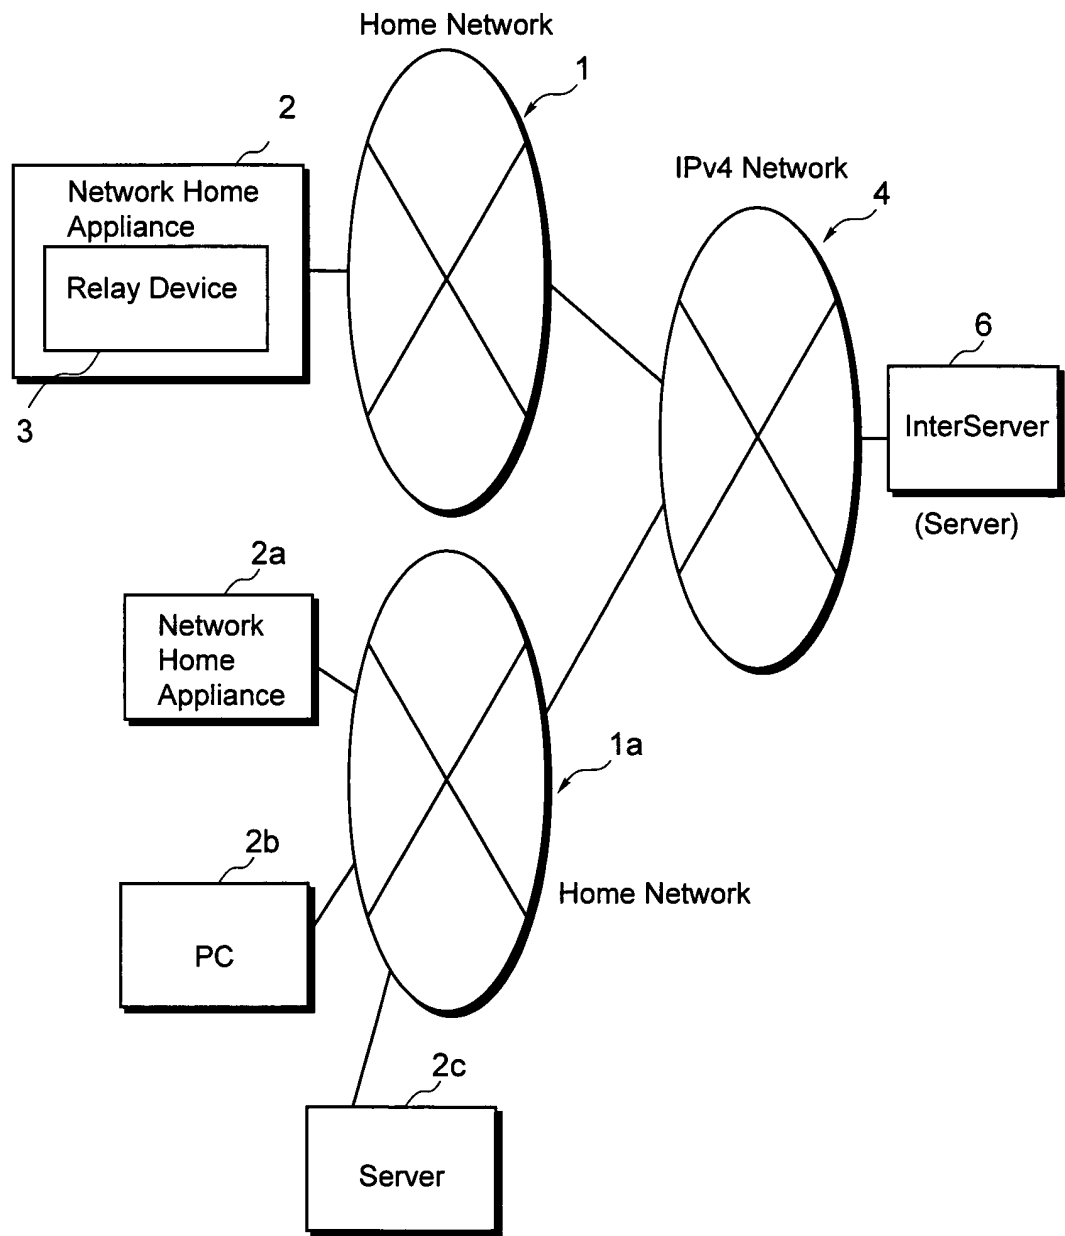 Home Network
1
2
IPv4 Network
Network Home
Appliance
4
Relay Device
6
3
InterServer
(Server)
2a
Network
Home
Appliance
1a
2b
Home Network
PC
2c
Server